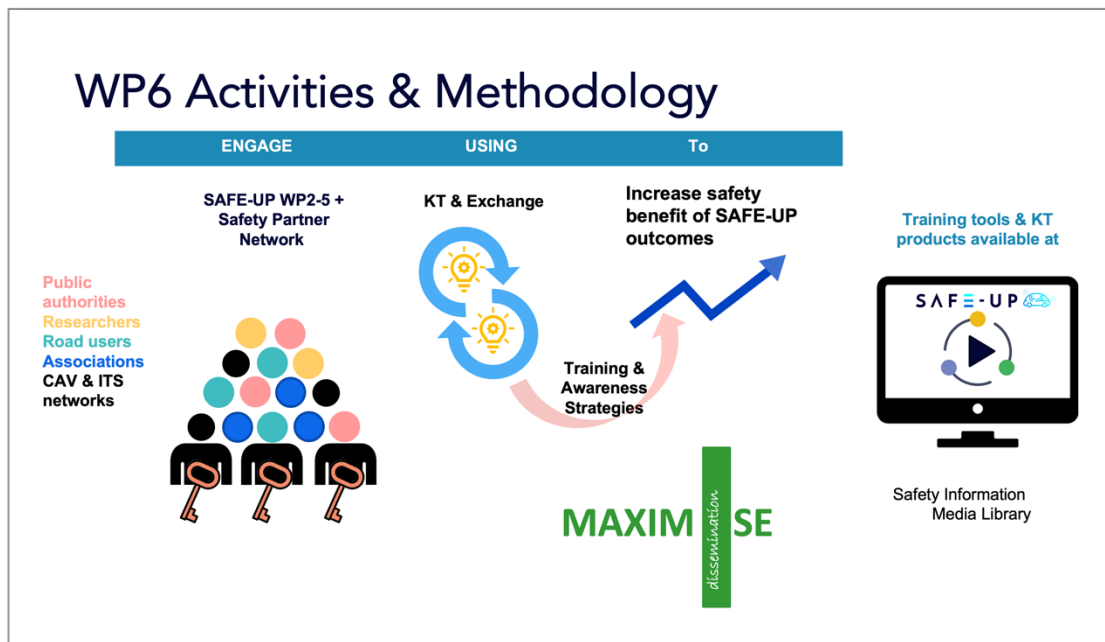 WP6 Activities & Methodology
ENGAGE
USING
To
SAFE-UP WP2-5 +
Safety Partner
Network
KT & Exchange
Increase safety
benefit of SAFE-UP
outcomes
Training tools & KT
products available at
Public
authorities
Researchers
Road users
Associations
CAV & ITS
networks
SAFE-UP
Training &
Awareness
Strategies
MAXIM SE
dissemination
Safety Information
Media Library